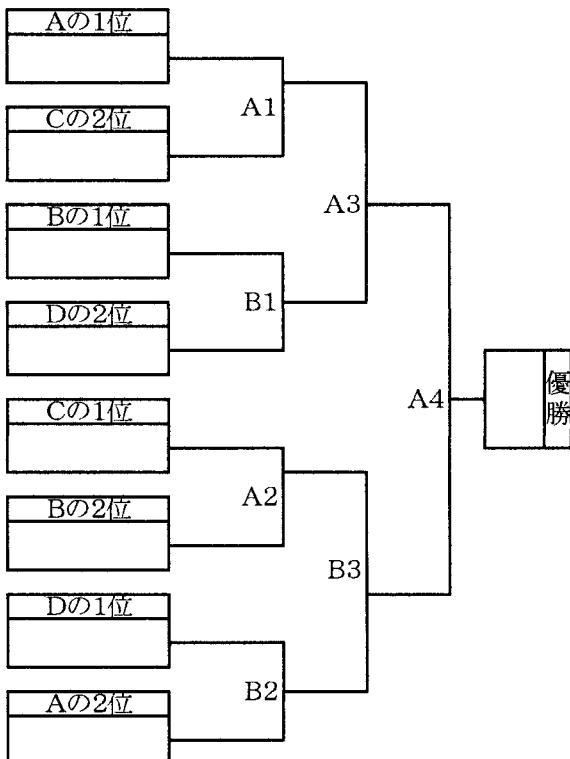 Aの1位
Cの2位
A1
Bの1位
Dの2位
B1
A3
Cの1位
Bの2位
A2
Dの1位
Aの2位
B2
B3
A4
優勝